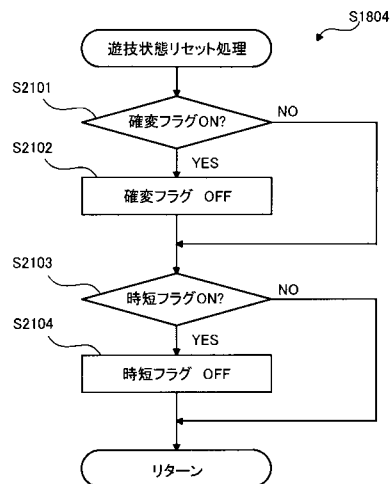 S1804
遊技状態リセット処理
S2101
確変フラグON?
NO
YES
S2102
確変フラグ OFF
S2103
時短フラグON?
NO
YES
S2104
時短フラグ OFF
リターン